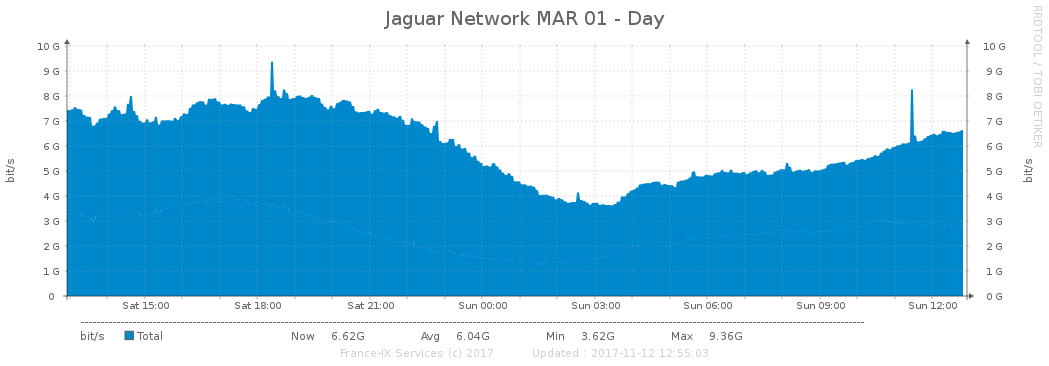 Jaguar Network MAR 01 - Day
RRDTOOL / TOBI OETIKER
10 G 10 G
9 G 9 G
8 G 8 G
7 G 7 G
6 G 6 G
5 G 5 G
4 G 4 G
3 G 3 G
2 G 2 G
1 G 1 G
0 0 G
bit/s
bit/s
Sat 15:00 Sat 18:00 Sat 21:00 Sun 00:00 Sun 03:00 Sun 06:00 Sun 09:00 Sun 12:00
bit/s Total Now 6.62G Avg 6.04G Min 3.62G Max 9.36G
France-IX Services (c) 2017 Updated : 2017-11-12 12:55:03